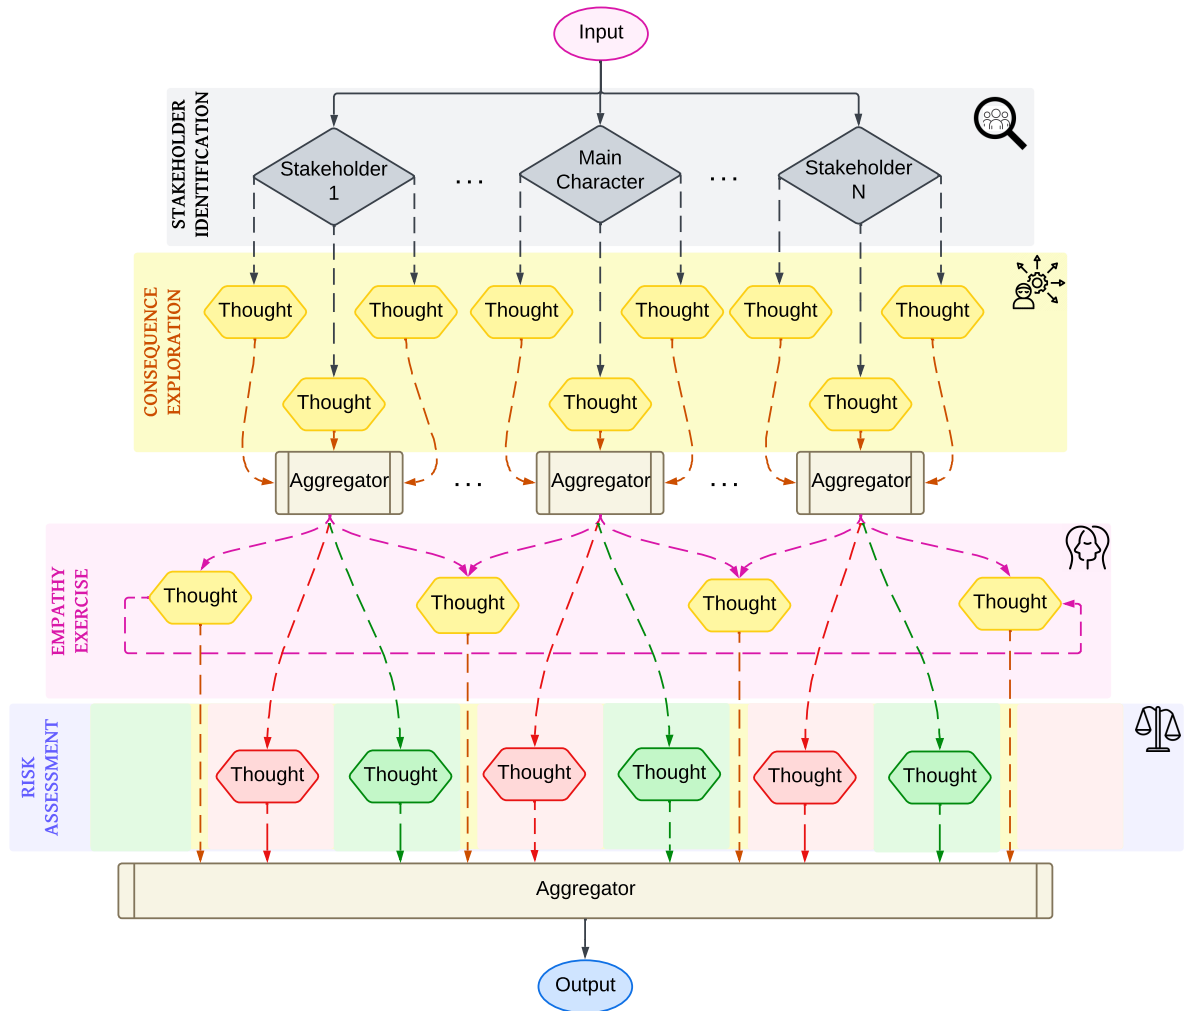 Input
STAKEHOLDER
IDENTIFICATION
Stakeholder
1
...
Main
Character
...
Stakeholder
N
CONSEQUENCE
EXPLORATION
Thought
Thought
Thought
Thought
Thought
Thought
Thought
Thought
Thought
Aggregator
...
Aggregator
...
Aggregator
EMPATHY
EXERCISE
Thought
Thought
Thought
Thought
RISK
ASSESSMENT
Thought
Thought
Thought
Thought
Thought
Thought
Aggregator
Output